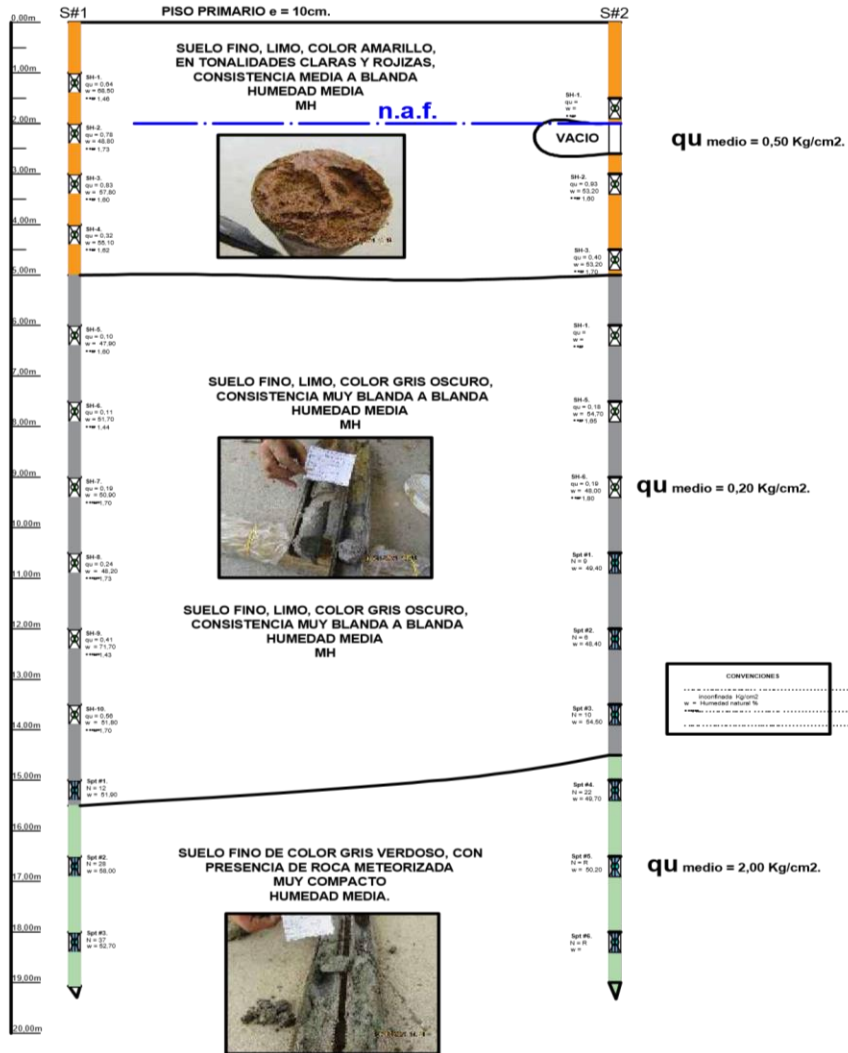 S#1
PISO PRIMARIO e = 10cm.
S#2
0,00m
1,00m
2,00m
3,00m
4,00m
5,00m
6,00m
7,00m
8,00m
9,00m
10,00m
11,00m
12,00m
13,00m
14,00m
15,00m
16,00m
17,00m
18,00m
19,00m
20,00m
SH-1.
qu = 0,64
w = 58,50
1,46
SH-2.
qu = 0,78
w = 48,80
1,73
SH-3.
qu = 0,83
w = 57,80
1,60
SH-4.
qu = 0,32
w = 55,10
1,62
SH-5.
qu = 0,10
w = 47,90
1,60
SH-6.
qu = 0,11
w = 51,70
1,44
SH-7.
qu = 0,19
w = 50,90
1,70
SH-8.
qu = 0,24
w = 48,20
1,73
SH-9.
qu = 0,41
w = 71,70
1,43
SH-10.
w = 51,80
1,70
Spt #1.
N = 12
w = 51,90
Spt #2.
N = 28
w = 58,00
Spt #3.
N = 37
w = 52,70
SUELO FINO, LIMO, COLOR AMARILLO,
EN TONALIDADES CLARAS Y ROJIZAS,
CONSISTENCIA MEDIA A BLANDA
HUMEDAD MEDIA
MH
n.a.f.
VACIO
SUELO FINO, LIMO, COLOR GRIS OSCURO,
CONSISTENCIA MUY BLANDA A BLANDA
HUMEDAD MEDIA
MH
SUELO FINO, LIMO, COLOR GRIS OSCURO,
CONSISTENCIA MUY BLANDA A BLANDA
HUMEDAD MEDIA
MH
SUELO FINO DE COLOR GRIS VERDOSO, CON
PRESENCIA DE ROCA METEORIZADA
MUY COMPACTO
HUMEDAD MEDIA.
SH-1.
qu =
w =
SH-2.
qu = 0,93
w = 53,20
1,60
SH-3.
qu = 0,40
w = 53,20
1,70
SH-1.
qu =
w =
SH-5.
qu = 0,18
w = 54,70
1,65
SH-6.
qu = 0,19
w = 48,00
1,60
Spt #1.
N = 9
w = 49,40
Spt #2.
N = 6
w = 48,40
Spt #3.
N = 10
w = 54,50
Spt #4.
N = 22
w = 49,70
Spt #5.
N = R
w = 50,20
Spt #6.
N = R
w =
qu medio = 0,50 Kg/cm2.
qu medio = 0,20 Kg/cm2.
qu medio = 2,00 Kg/cm2.
CONVENCIONES
inconfinada Kg/cm2
w = Humedad natural %